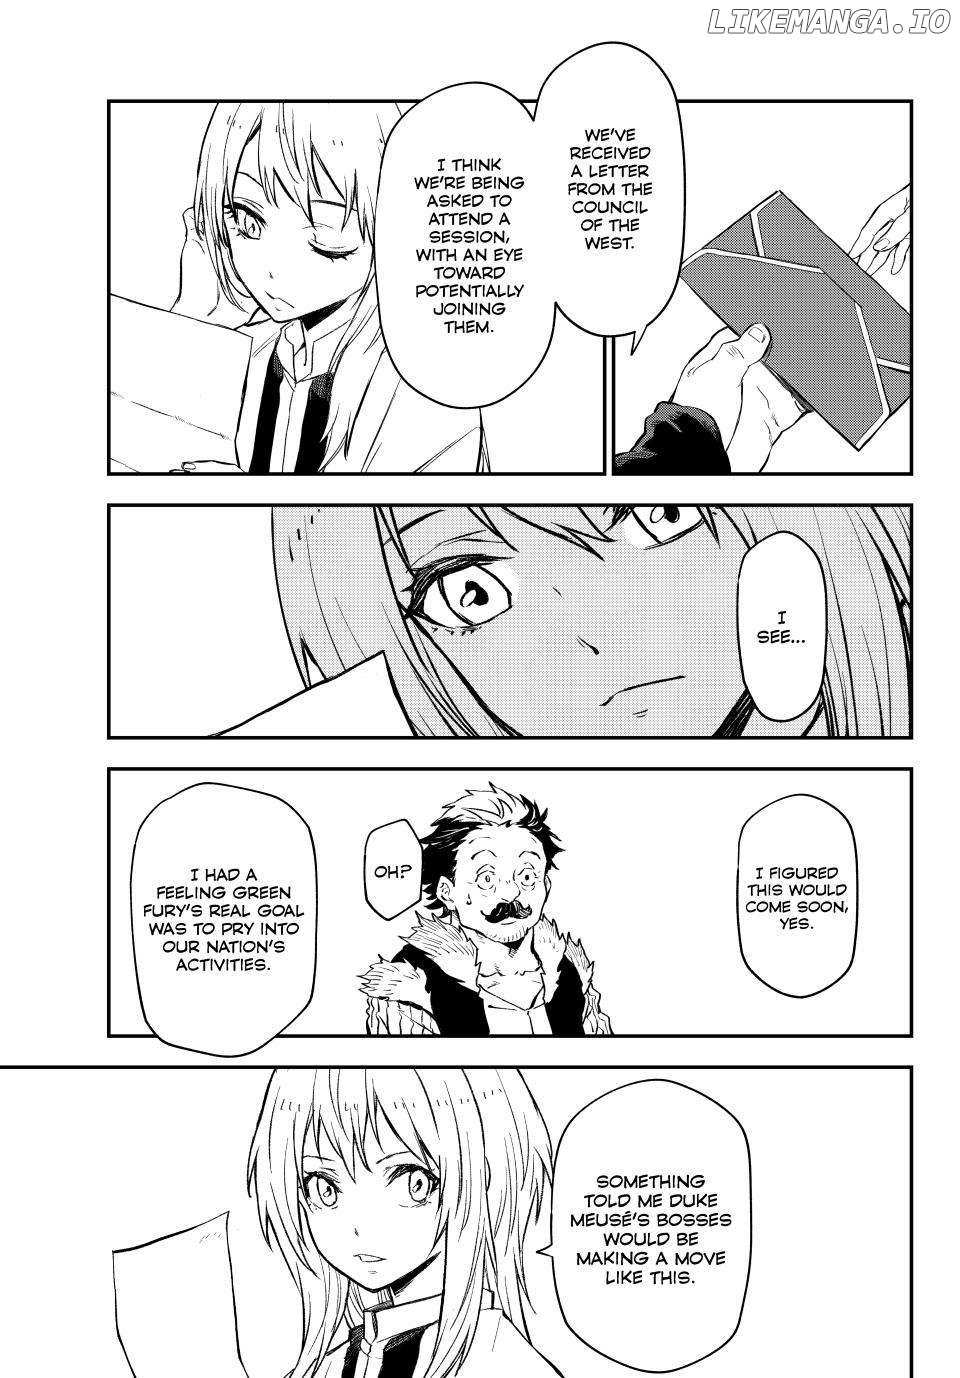 LIKEMANGA.IO
WE'VE
RECEIVED
A LETTER
FROM THE
COUNCIL
OF THE
WEST.
I THINK
WE'RE BEING
ASKED TO
ATTEND A
SESSION,
WITH AN EYE
TOWARD
POTENTIALLY
JOINING
THEM.
I
SEE...
I FIGURED
THIS WOULD
COME SOON,
YES.
OH?
I HAD A
FEELING GREEN
FURY'S REAL GOAL
WAS TO PRY INTO
OUR NATION'S
ACTIVITIES.
SOMETHING
TOLD ME DUKE
MEUSÉ'S BOSSES
WOULD BE
MAKING A MOVE
LIKE THIS.